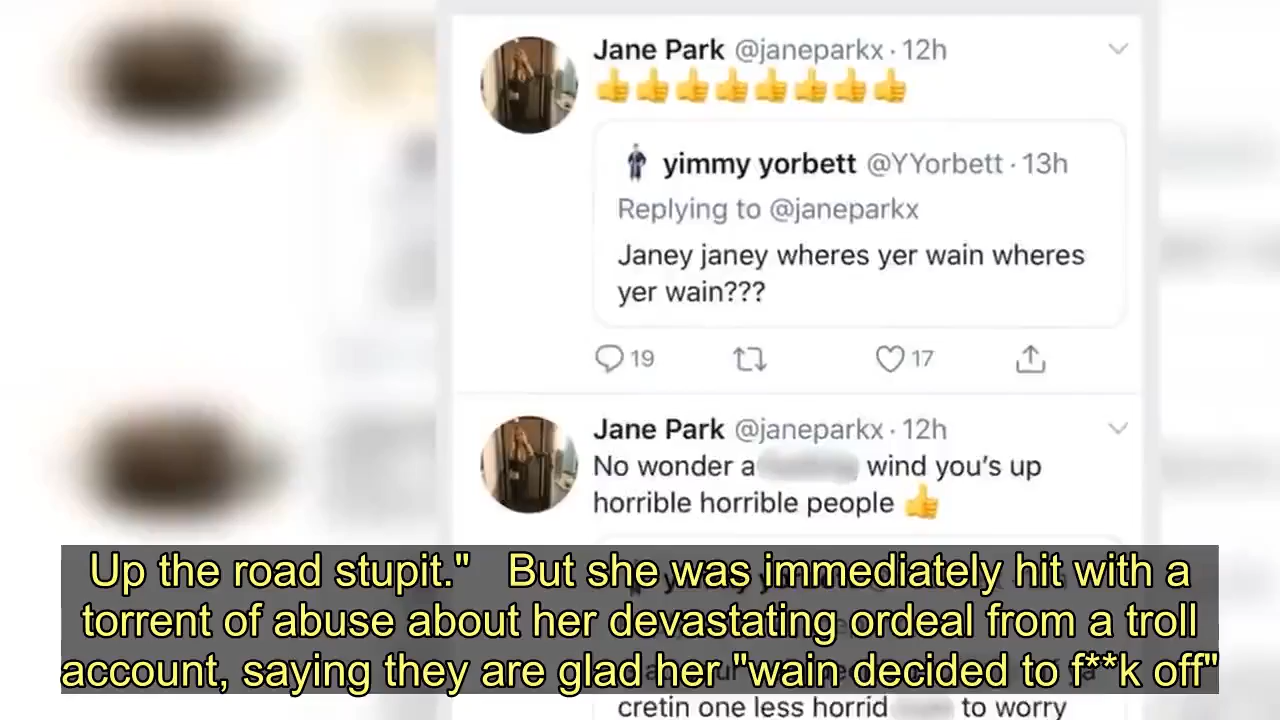 Jane Park @janeparkx · 12h
👍👍👍👍👍👍👍👍
yimmy yorbett @YYorbett · 13h
Replying to @janeparkx
Janey janey wheres yer wain wheres
yer wain???
19 17
Jane Park @janeparkx · 12h
No wonder a wind you's up
horrible horrible people 👍
Up the road stupit." But she was immediately hit with a
torrent of abuse about her devastating ordeal from a troll
account, saying they are glad her "wain decided to f**k off"
cretin one less horrid to worry